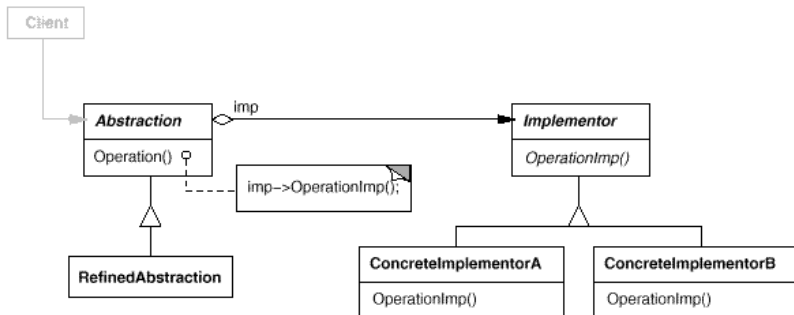 Client
Abstraction
imp
Implementor
Operation()
OperationImp()
imp->OperationImp();
RefinedAbstraction
ConcreteImplementorA
ConcreteImplementorB
OperationImp()
OperationImp()